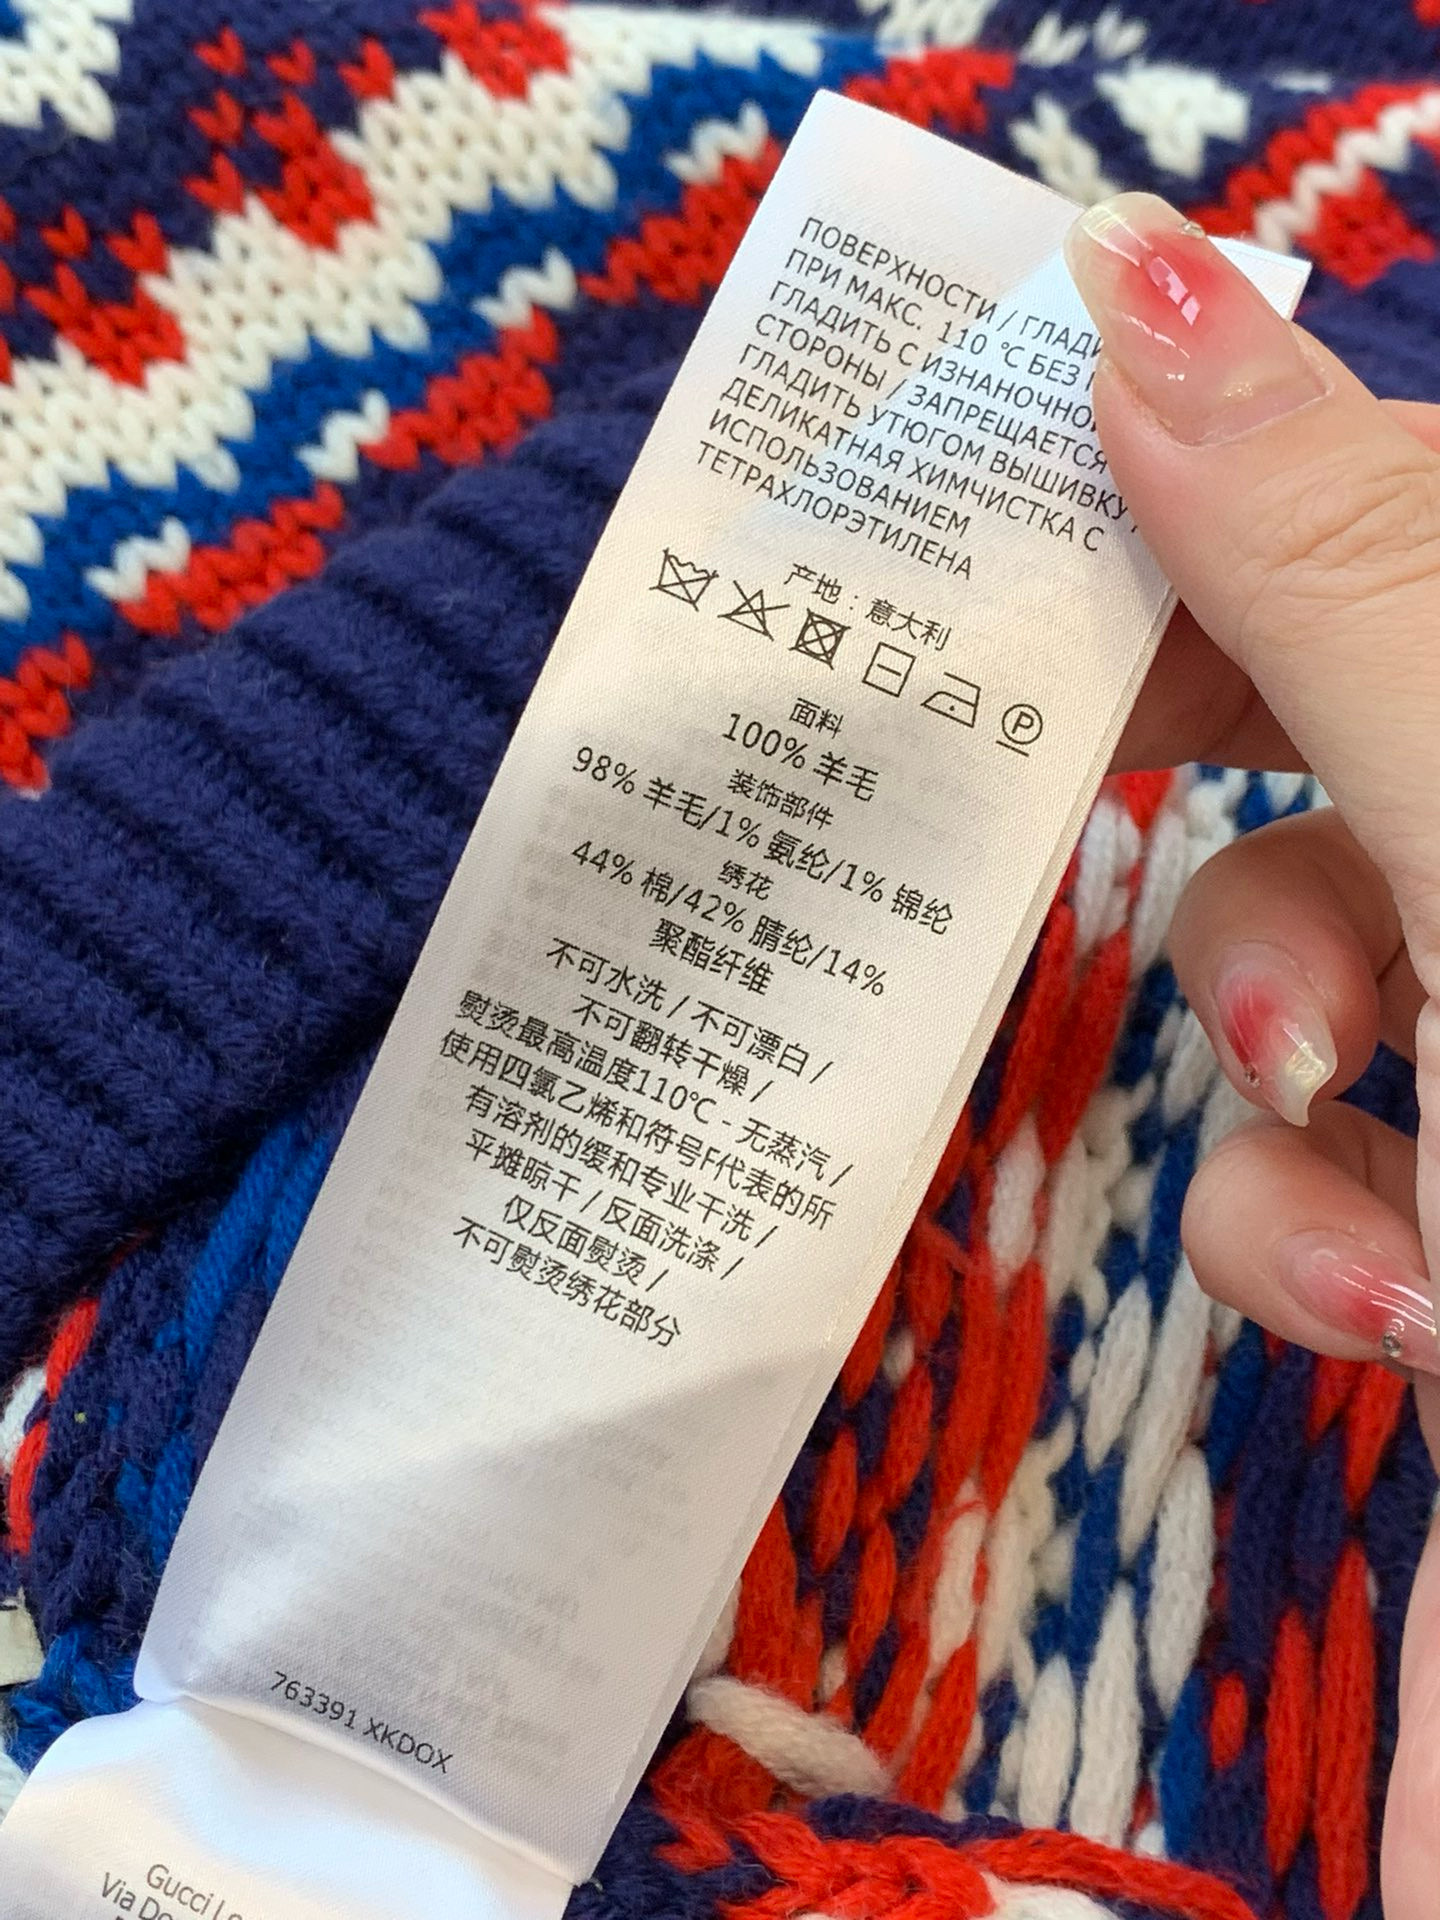 ПОВЕРХНОСТИ / ГЛАДИ
ПРИ МАКС. 110 °C БЕЗ
ГЛАДИТЬ С ИЗНАНОЧНО
СТОРОНЫ / ЗАПРЕЩАЕТСЯ
ГЛАДИТЬ УТЮГОМ ВЫШИВКУ /
ДЕЛИКАТНАЯ ХИМЧИСТКА С
ИСПОЛЬЗОВАНИЕМ
ТЕТРАХЛОРЭТИЛЕНА
产地：意大利
P
面料
100% 羊毛
装饰部件
98% 羊毛/1% 氨纶/1% 锦纶
绣花
44% 棉/42% 腈纶/14%
聚酯纤维
不可水洗 / 不可漂白 /
不可翻转干燥 /
熨烫最高温度110℃ - 无蒸汽 /
使用四氯乙烯和符号F代表的所
有溶剂的缓和专业干洗 /
平摊晾干 / 反面洗涤 /
仅反面熨烫 /
不可熨烫绣花部分
763391 XKDOX
Gucci
Via